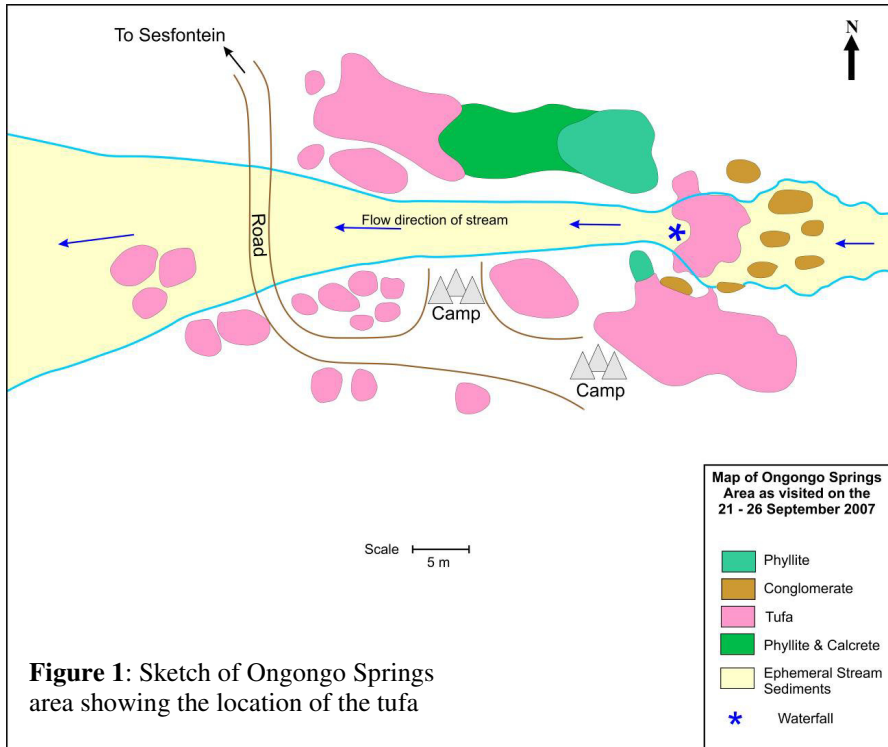 To Sesfontein
N
Road
Flow direction of stream
Camp
Camp
Scale
5 m
Map of Ongongo Springs
Area as visited on the
21 - 26 September 2007
Phyllite
Conglomerate
Tufa
Phyllite & Calcrete
Ephemeral Stream
Sediments
Waterfall
Figure 1: Sketch of Ongongo Springs
area showing the location of the tufa